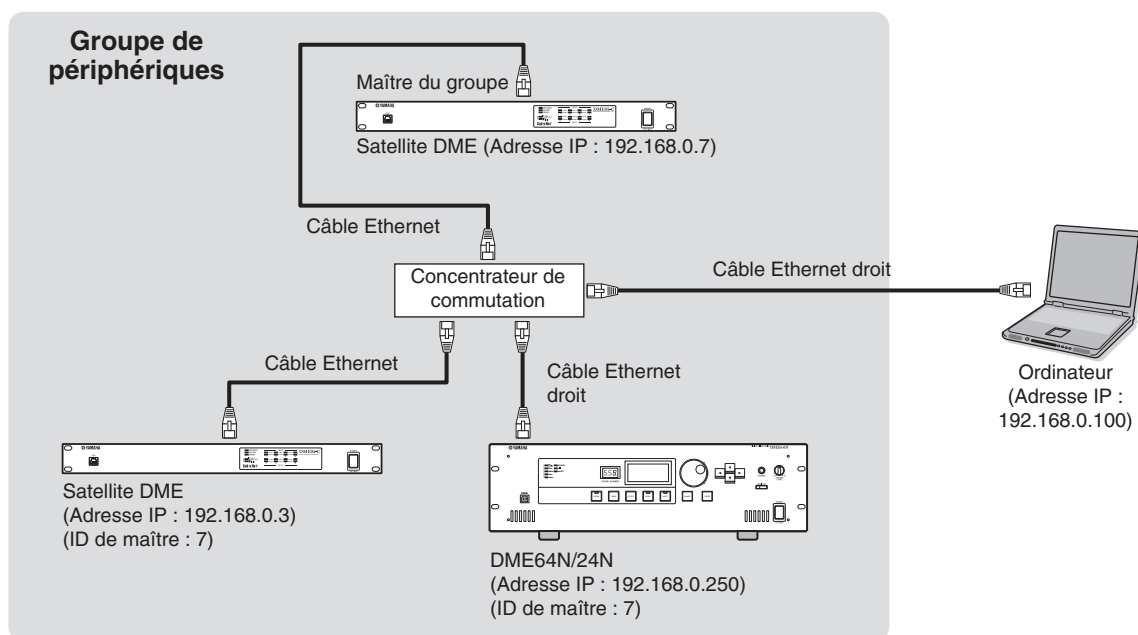 Groupe de
périphériques
Maître du groupe
YAMAHA
Satellite DME (Adresse IP : 192.168.0.7)
Câble Ethernet
Concentrateur de
commutation
Câble Ethernet droit
Ordinateur
(Adresse IP :
192.168.0.100)
Câble Ethernet
Câble Ethernet
droit
YAMAHA
Satellite DME
(Adresse IP : 192.168.0.3)
(ID de maître : 7)
YAMAHA
DME64N/24N
(Adresse IP : 192.168.0.250)
(ID de maître : 7)